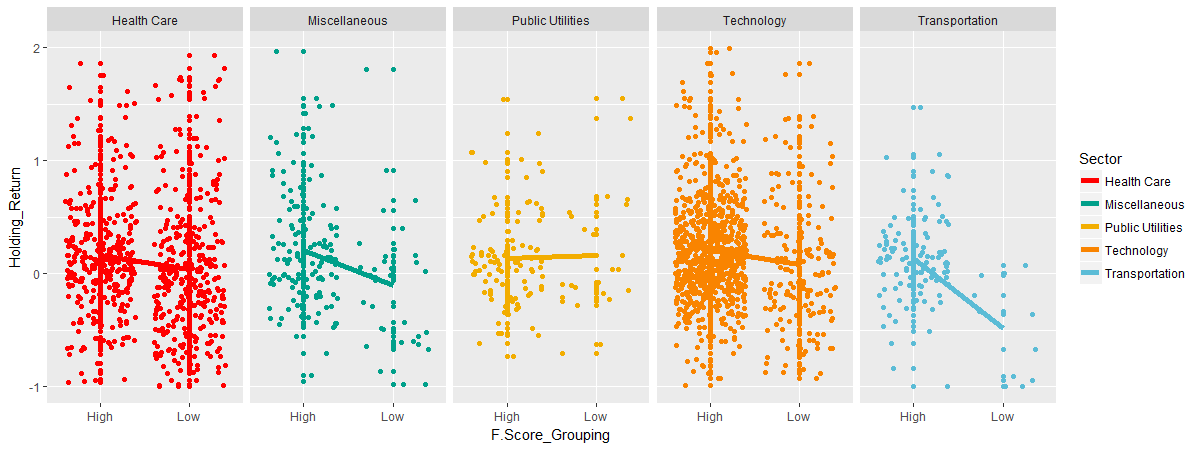 Health Care
Miscellaneous
Public Utilities
Technology
Transportation
2
1
0
-1
Holding_Return
High Low High Low High Low High Low High Low
F.Score_Grouping
Sector
Health Care
Miscellaneous
Public Utilities
Technology
Transportation